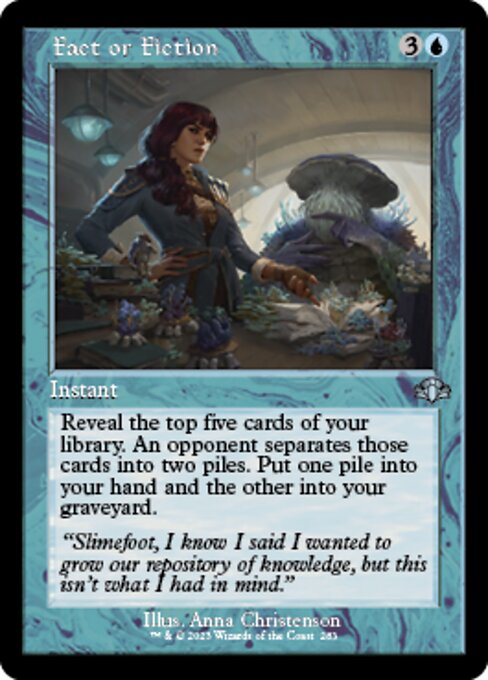 Fact or Fiction
3
Instant
Reveal the top five cards of your
library. An opponent separates those
cards into two piles. Put one pile into
your hand and the other into your
graveyard.
“Slimefoot, I know I said I wanted to
grow our repository of knowledge, but this
isn’t what I had in mind.”
Illus. Anna Christenson
™ & © 2023 Wizards of the Coast 283